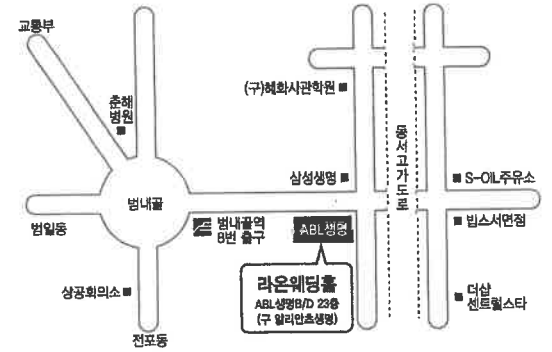 교통부
춘해
병원
(구)혜화사관학원
동서고가도로
삼성생명
S-OIL주유소
범내골
범일동
범내골역
8번 출구
ABL생명
빕스서면점
라온웨딩홀
ABL생명B/D 23층
(구 알리안츠생명)
상공회의소
더샵
센트럴스타
전포동